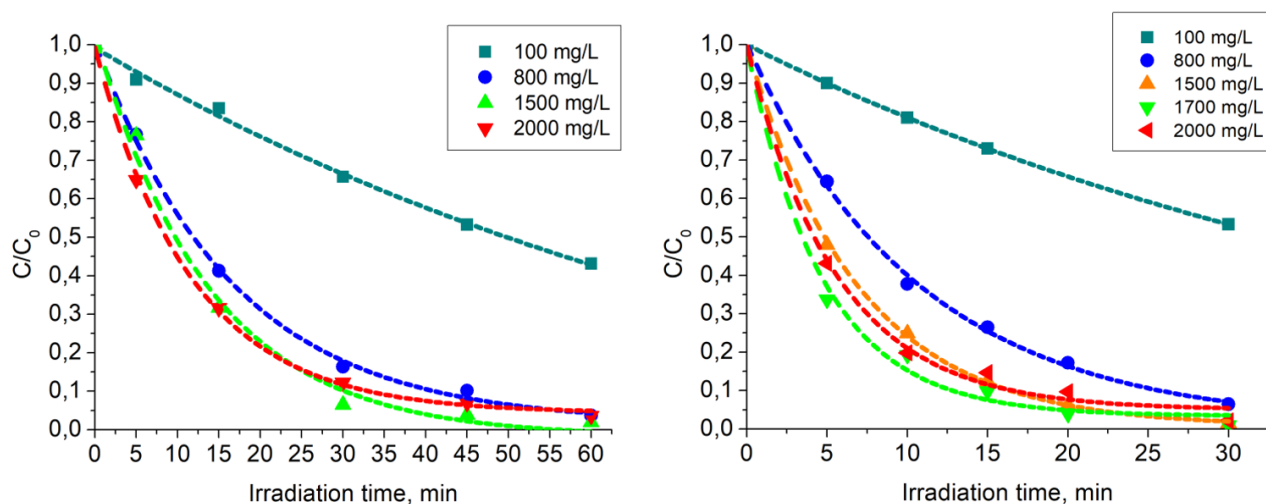 1,0
0,9
0,8
0,7
0,6
0,5
0,4
0,3
0,2
0,1
0,0
C/C0
0 5 10 15 20 25 30 35 40 45 50 55 60
Irradiation time, min
100 mg/L
800 mg/L
1500 mg/L
2000 mg/L
1,0
0,9
0,8
0,7
0,6
0,5
0,4
0,3
0,2
0,1
0,0
C/C0
0 5 10 15 20 25 30
Irradiation time, min
100 mg/L
800 mg/L
1500 mg/L
1700 mg/L
2000 mg/L